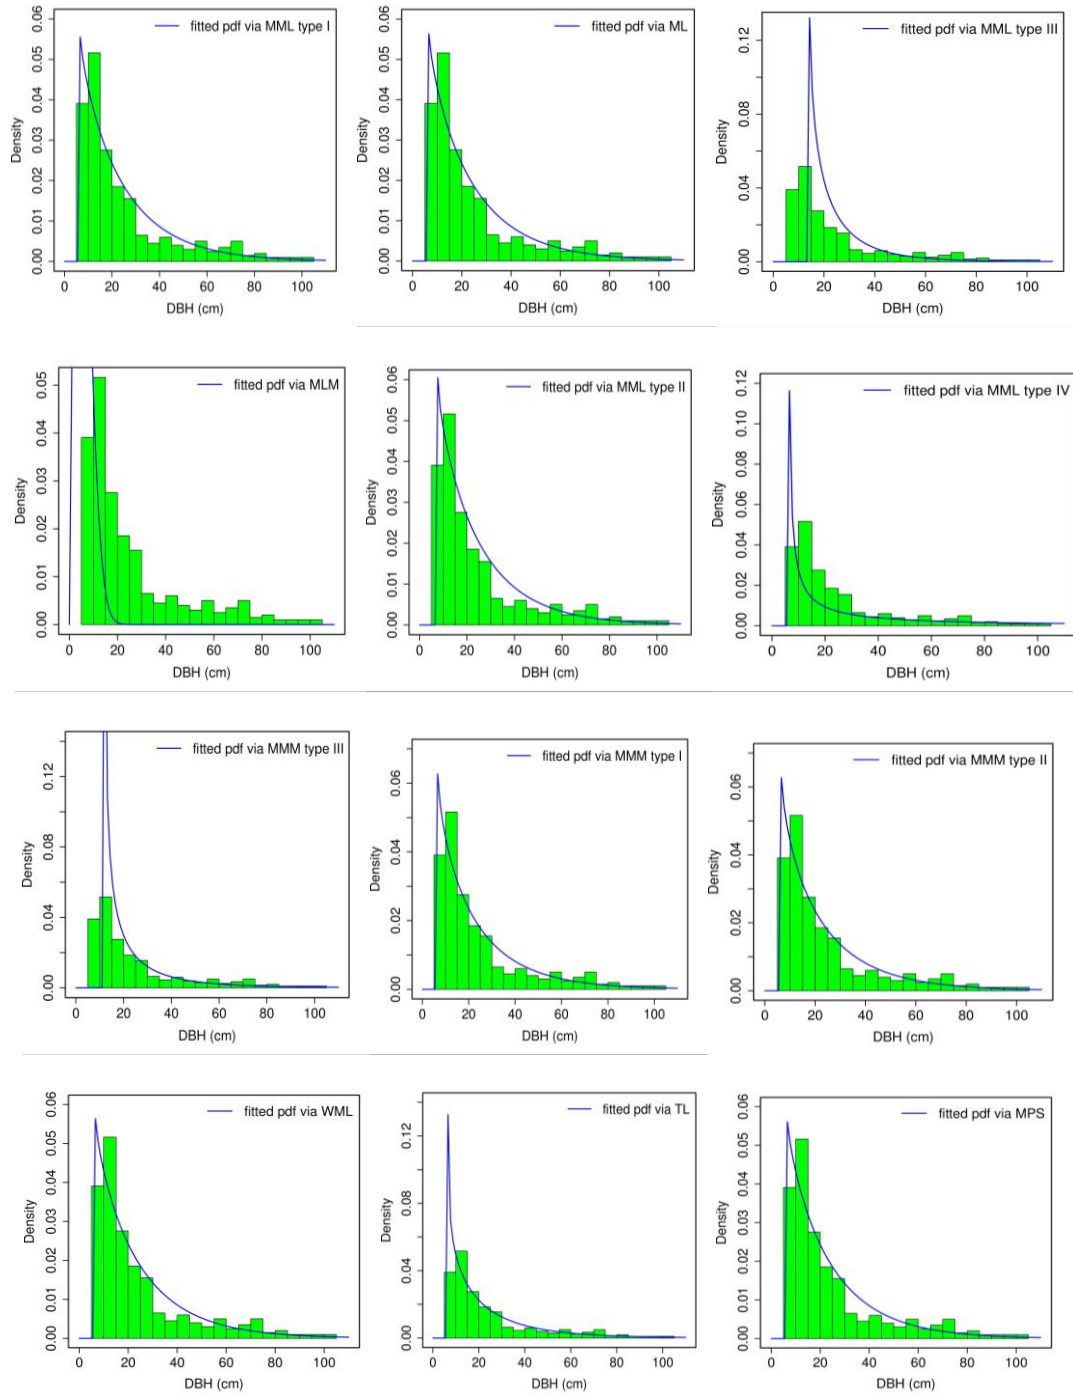 fitted pdf via MML type I
Density
0.00 0.01 0.02 0.03 0.04 0.05 0.06
0 20 40 60 80 100
DBH (cm)
fitted pdf via ML
Density
0.00 0.01 0.02 0.03 0.04 0.05 0.06
0 20 40 60 80 100
DBH (cm)
fitted pdf via MML type III
Density
0.00 0.04 0.08 0.12
0 20 40 60 80 100
DBH (cm)
fitted pdf via MLM
Density
0.00 0.01 0.02 0.03 0.04 0.05
0 20 40 60 80 100
DBH (cm)
fitted pdf via MML type II
Density
0.00 0.01 0.02 0.03 0.04 0.05 0.06
0 20 40 60 80 100
DBH (cm)
fitted pdf via MML type IV
Density
0.00 0.02 0.04 0.06 0.08 0.10 0.12
0 20 40 60 80 100
DBH (cm)
fitted pdf via MMM type III
Density
0.00 0.04 0.08 0.12
0 20 40 60 80 100
DBH (cm)
fitted pdf via MMM type I
Density
0.00 0.02 0.04 0.06
0 20 40 60 80 100
DBH (cm)
fitted pdf via MMM type II
Density
0.00 0.02 0.04 0.06
0 20 40 60 80 100
DBH (cm)
fitted pdf via WML
Density
0.00 0.01 0.02 0.03 0.04 0.05 0.06
0 20 40 60 80 100
DBH (cm)
fitted pdf via TL
Density
0.00 0.04 0.08 0.12
0 20 40 60 80 100
DBH (cm)
fitted pdf via MPS
Density
0.00 0.01 0.02 0.03 0.04 0.05 0.06
0 20 40 60 80 100
DBH (cm)